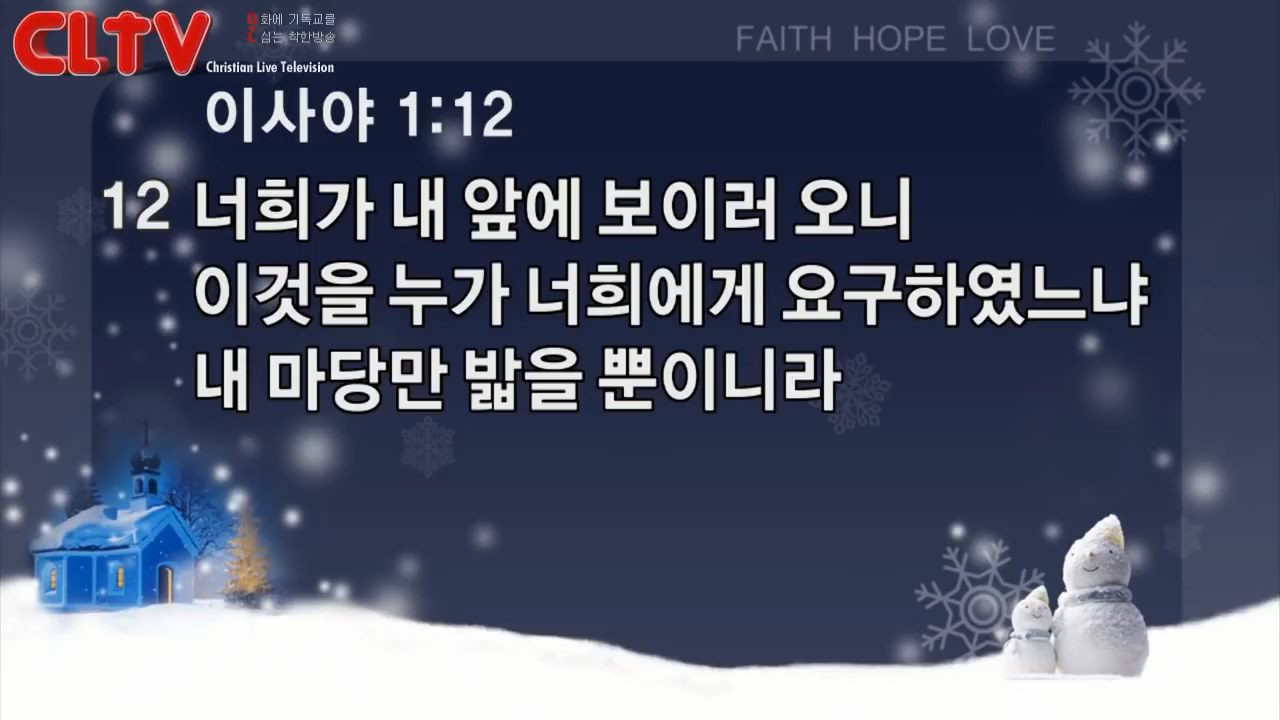 CLTV
화에 기독교를
심는 착한방송
Christian Live Television
FAITH HOPE LOVE
이사야 1:12
12 너희가 내 앞에 보이러 오니
이것을 누가 너희에게 요구하였느냐
내 마당만 밟을 뿐이니라